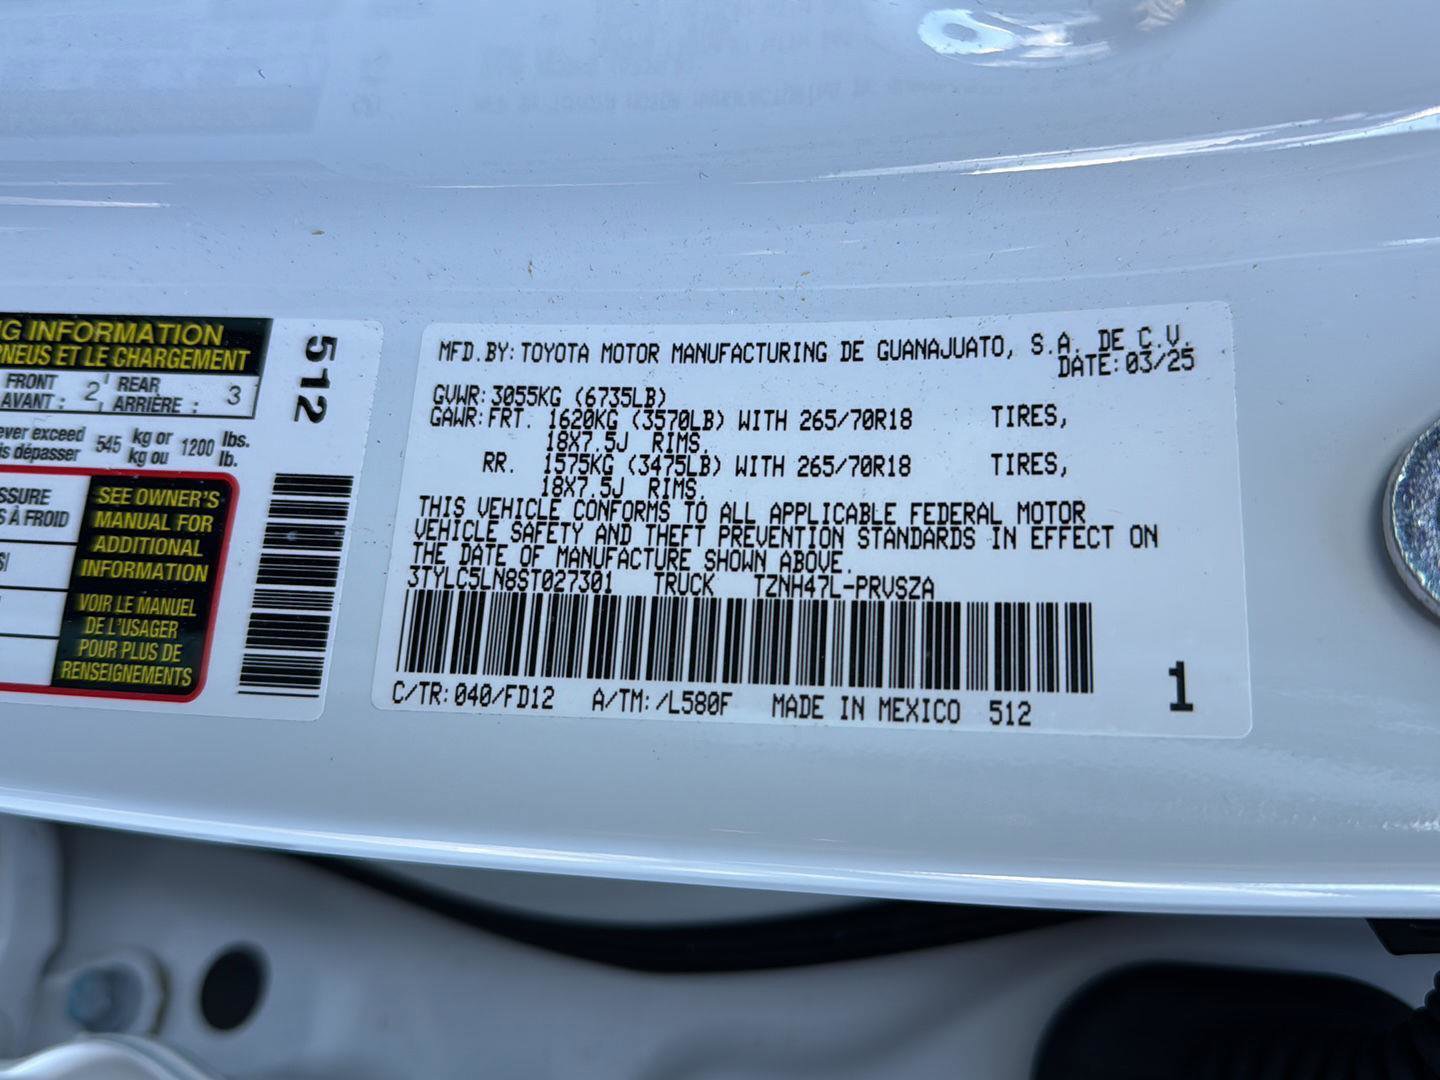 NG INFORMATION
PNEUS ET LE CHARGEMENT
FRONT 2 REAR 3
AVANT : ARRIÈRE :
ever exceed 545 kg or 1200 lbs.
is dépasser kg ou lb.
SSURE
S À FROID
SI
SEE OWNER'S
MANUAL FOR
ADDITIONAL
INFORMATION
VOIR LE MANUEL
DE L'USAGER
POUR PLUS DE
RENSEIGNEMENTS
512
MFD.BY:TOYOTA MOTOR MANUFACTURING DE GUANAJUATO, S.A. DE C.V.
DATE:03/25
GVWR:3055KG (6735LB)
GAWR:FRT. 1620KG (3570LB) WITH 265/70R18 TIRES,
18X7.5J RIMS.
RR. 1575KG (3475LB) WITH 265/70R18 TIRES,
18X7.5J RIMS.
THIS VEHICLE CONFORMS TO ALL APPLICABLE FEDERAL MOTOR
VEHICLE SAFETY AND THEFT PREVENTION STANDARDS IN EFFECT ON
THE DATE OF MANUFACTURE SHOWN ABOVE.
3TYLC5LN8ST027301 TRUCK TZNH47L-PRVSZA
C/TR:040/FD12 A/TM:/L580F MADE IN MEXICO 512
1